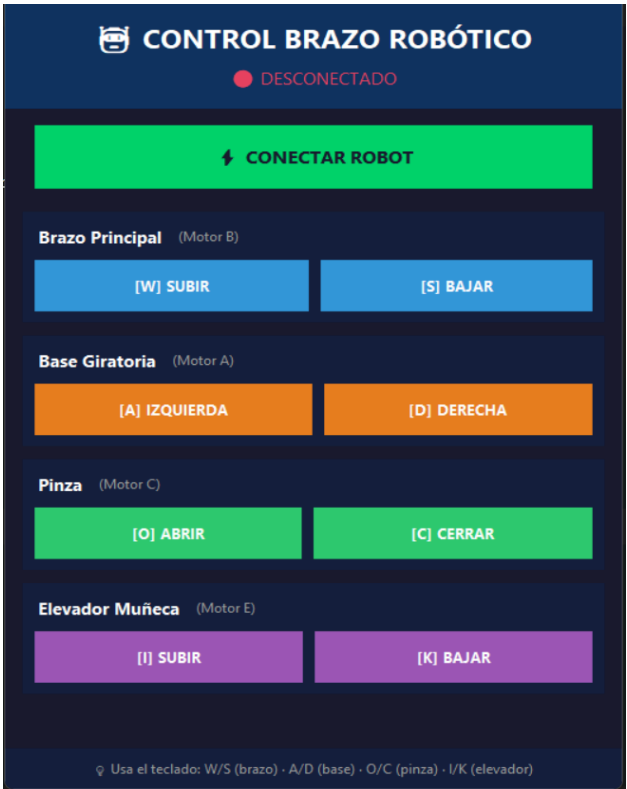 CONTROL BRAZO ROBÓTICO
DESCONECTADO
CONECTAR ROBOT
Brazo Principal (Motor B)
[W] SUBIR [S] BAJAR
Base Giratoria (Motor A)
[A] IZQUIERDA [D] DERECHA
Pinza (Motor C)
[O] ABRIR [C] CERRAR
Elevador Muñeca (Motor E)
[I] SUBIR [K] BAJAR
Usa el teclado: W/S (brazo) · A/D (base) · O/C (pinza) · I/K (elevador)